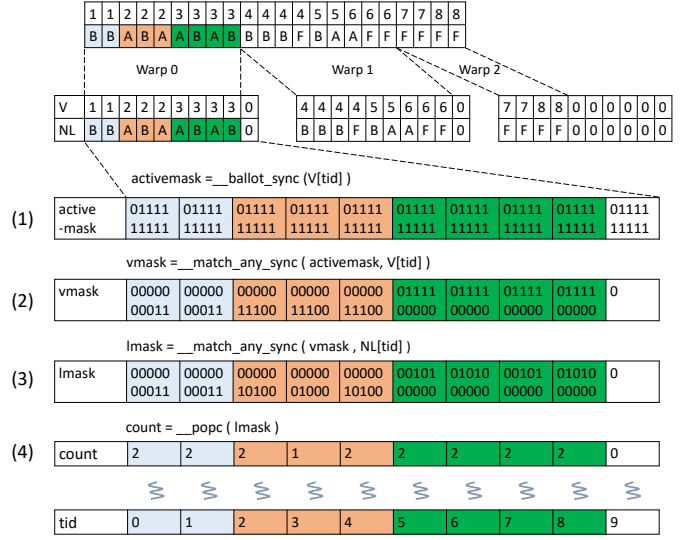 1 1 2 2 2 3 3 3 3 4 4 4 4 5 5 6 6 6 7 7 8 8
B B A B A A B A B B B B F B A A F F F F F F
Warp 0 Warp 1 Warp 2
V 1 1 2 2 2 3 3 3 3 0 4 4 4 4 5 5 6 6 6 0 7 7 8 8 0 0 0 0 0 0
NL B B A B A A B A B 0 B B B F B A A F F 0 F F F F 0 0 0 0 0 0
activemask =__ballot_sync (V[tid] )
(1) active 01111 01111 01111 01111 01111 01111 01111 01111 01111 01111
-mask 11111 11111 11111 11111 11111 11111 11111 11111 11111 11111
vmask =__match_any_sync ( activemask, V[tid] )
(2) vmask 00000 00000 00000 00000 00000 01111 01111 01111 01111 0
00011 00011 11100 11100 11100 00000 00000 00000 00000
lmask = __match_any_sync ( vmask , NL[tid] )
(3) lmask 00000 00000 00000 00000 00000 00101 01010 00101 01010 0
00011 00011 10100 01000 10100 00000 00000 00000 00000
count = __popc ( lmask )
(4) count 2 2 2 1 2 2 2 2 2 0
tid 0 1 2 3 4 5 6 7 8 9